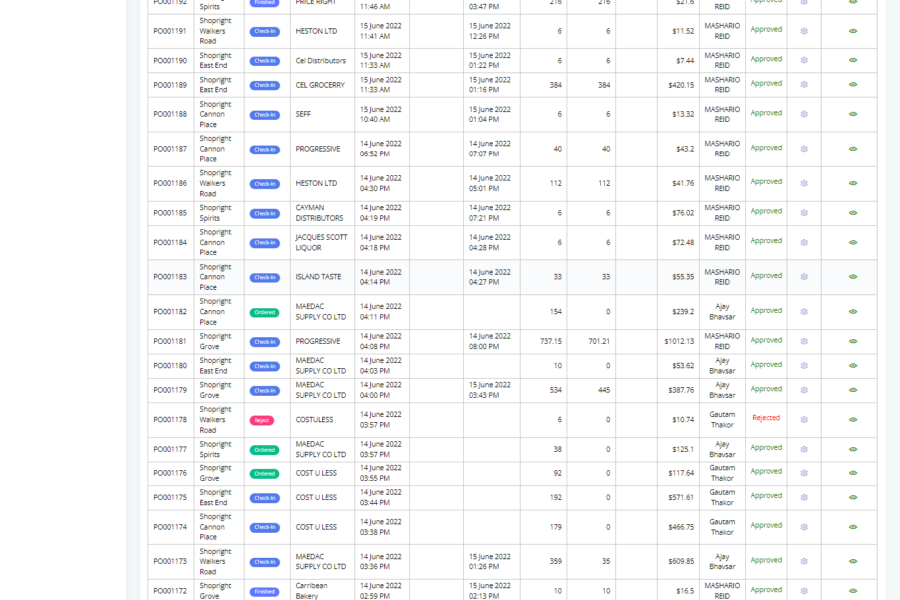 PO001192 Spirits Finished PRICE RIGHT 11:46 AM 03:47 PM 216 216 $21.6 REID Approved
PO001191 Shopright Walkers Road Check-In HESTON LTD 15 June 2022 11:41 AM 15 June 2022 12:26 PM 6 6 $11.52 MASHARIO REID Approved
PO001190 Shopright East End Check-In Cel Distributors 15 June 2022 11:33 AM 15 June 2022 01:22 PM 6 6 $7.44 MASHARIO REID Approved
PO001189 Shopright East End Check-In CEL GROCERRY 15 June 2022 11:33 AM 15 June 2022 01:16 PM 384 384 $420.15 MASHARIO REID Approved
PO001188 Shopright Cannon Place Check-In SEFF 15 June 2022 10:40 AM 15 June 2022 01:04 PM 6 6 $13.32 MASHARIO REID Approved
PO001187 Shopright Cannon Place Check-In PROGRESSIVE 14 June 2022 06:52 PM 14 June 2022 07:07 PM 40 40 $43.2 MASHARIO REID Approved
PO001186 Shopright Walkers Road Check-In HESTON LTD 14 June 2022 04:30 PM 14 June 2022 05:01 PM 112 112 $41.76 MASHARIO REID Approved
PO001185 Shopright Spirits Check-In CAYMAN DISTRIBUTORS 14 June 2022 04:19 PM 14 June 2022 07:21 PM 6 6 $76.02 MASHARIO REID Approved
PO001184 Shopright Cannon Place Check-In JACQUES SCOTT LIQUOR 14 June 2022 04:18 PM 14 June 2022 04:28 PM 6 6 $72.48 MASHARIO REID Approved
PO001183 Shopright Cannon Place Check-In ISLAND TASTE 14 June 2022 04:14 PM 14 June 2022 04:27 PM 33 33 $55.35 MASHARIO REID Approved
PO001182 Shopright Cannon Place Ordered MAEDAC SUPPLY CO LTD 14 June 2022 04:11 PM 154 0 $239.2 Ajay Bhavsar Approved
PO001181 Shopright Grove Check-In PROGRESSIVE 14 June 2022 04:08 PM 14 June 2022 08:00 PM 737.15 701.21 $1012.13 MASHARIO REID Approved
PO001180 Shopright East End Check-In MAEDAC SUPPLY CO LTD 14 June 2022 04:03 PM 10 0 $53.62 Ajay Bhavsar Approved
PO001179 Shopright Grove Check-In MAEDAC SUPPLY CO LTD 14 June 2022 04:00 PM 15 June 2022 03:43 PM 534 445 $387.76 Ajay Bhavsar Approved
PO001178 Shopright Walkers Road Reject COSTULESS 14 June 2022 03:57 PM 6 0 $10.74 Gautam Thakor Rejected
PO001177 Shopright Spirits Ordered MAEDAC SUPPLY CO LTD 14 June 2022 03:57 PM 38 0 $125.1 Ajay Bhavsar Approved
PO001176 Shopright Grove Ordered COST U LESS 14 June 2022 03:55 PM 92 0 $117.64 Gautam Thakor Approved
PO001175 Shopright East End Check-In COST U LESS 14 June 2022 03:44 PM 192 0 $571.61 Gautam Thakor Approved
PO001174 Shopright Cannon Place Check-In COST U LESS 14 June 2022 03:38 PM 179 0 $466.75 Gautam Thakor Approved
PO001173 Shopright Walkers Road Check-In MAEDAC SUPPLY CO LTD 14 June 2022 03:36 PM 15 June 2022 01:26 PM 359 35 $609.85 Ajay Bhavsar Approved
PO001172 Shopright Grove Finished Carribean Bakery 14 June 2022 02:59 PM 15 June 2022 02:13 PM 10 10 $16.5 MASHARIO REID Approved